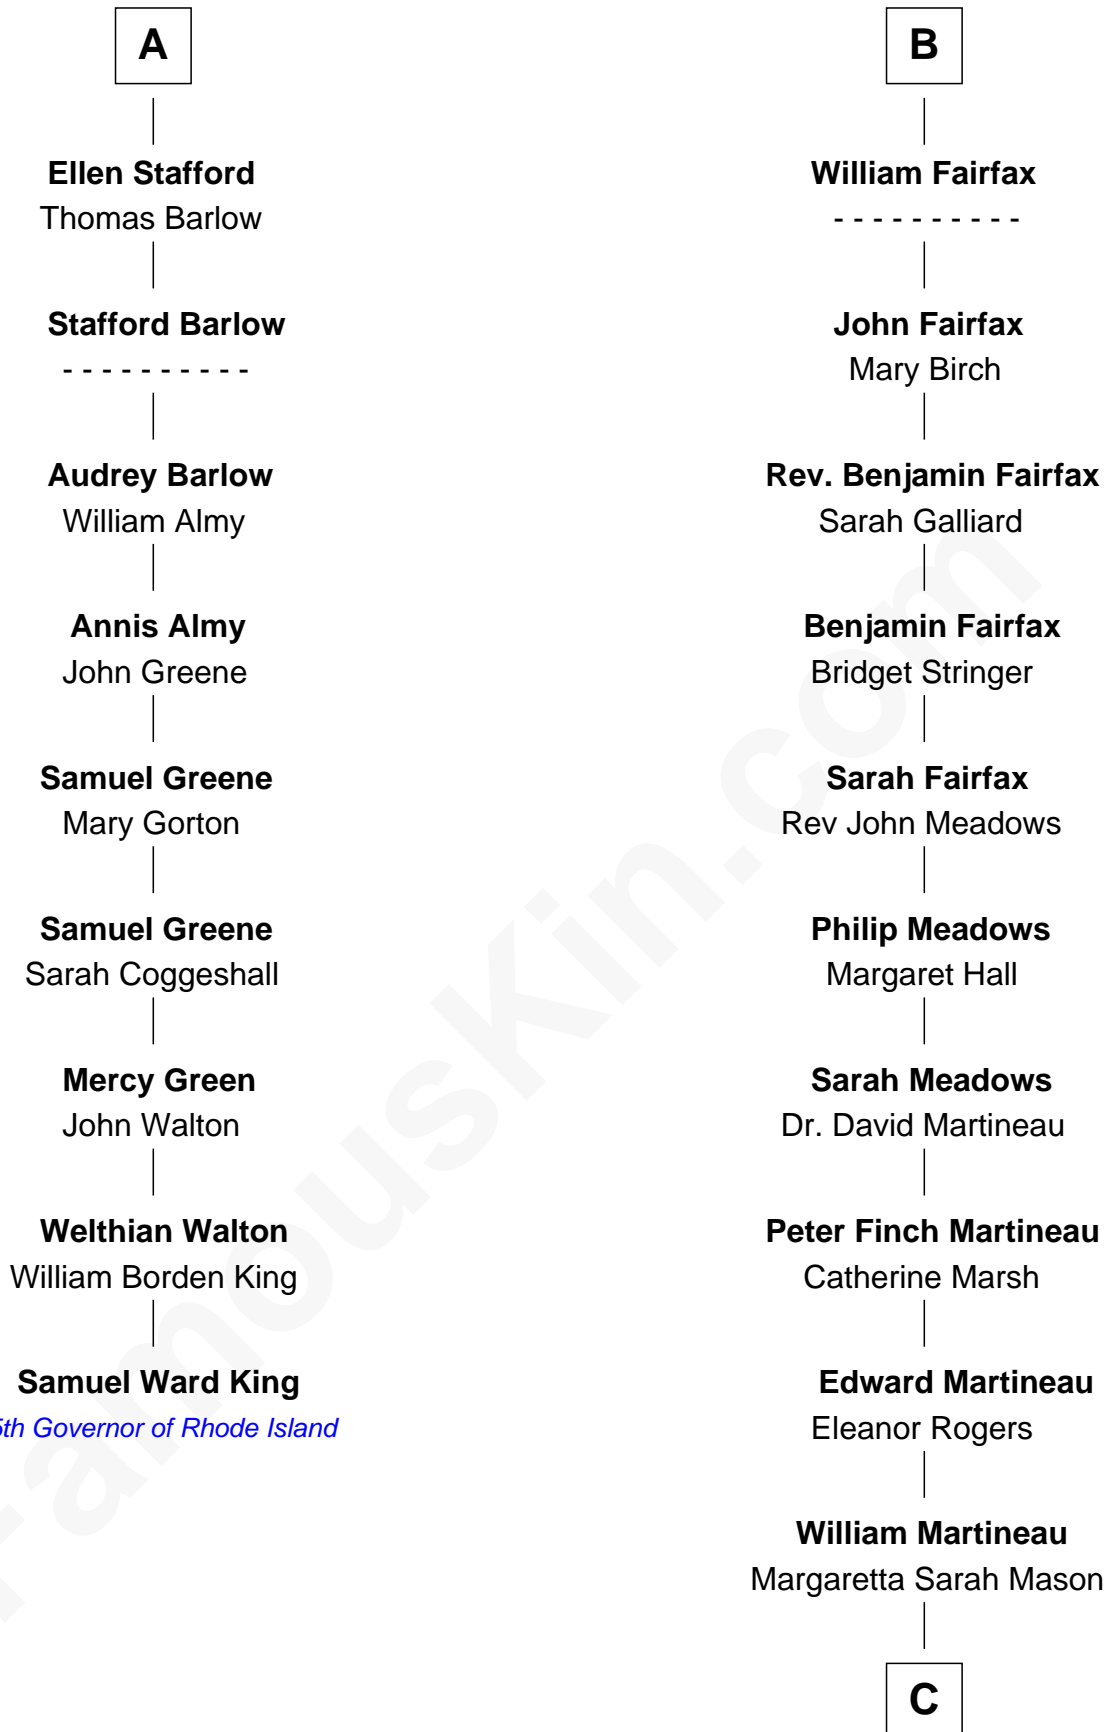 A
Ellen Stafford
Thomas Barlow
Stafford Barlow
- - - - - - - - - -
Audrey Barlow
William Almy
Annis Almy
John Greene
Samuel Greene
Mary Gorton
Samuel Greene
Sarah Coggeshall
Mercy Green
John Walton
Welthian Walton
William Borden King
Samuel Ward King
5th Governor of Rhode Island
B
William Fairfax
- - - - - - - - - -
John Fairfax
Mary Birch
Rev. Benjamin Fairfax
Sarah Galliard
Benjamin Fairfax
Bridget Stringer
Sarah Fairfax
Rev John Meadows
Philip Meadows
Margaret Hall
Sarah Meadows
Dr. David Martineau
Peter Finch Martineau
Catherine Marsh
Edward Martineau
Eleanor Rogers
William Martineau
Margaretta Sarah Mason
C
FamousKin.com